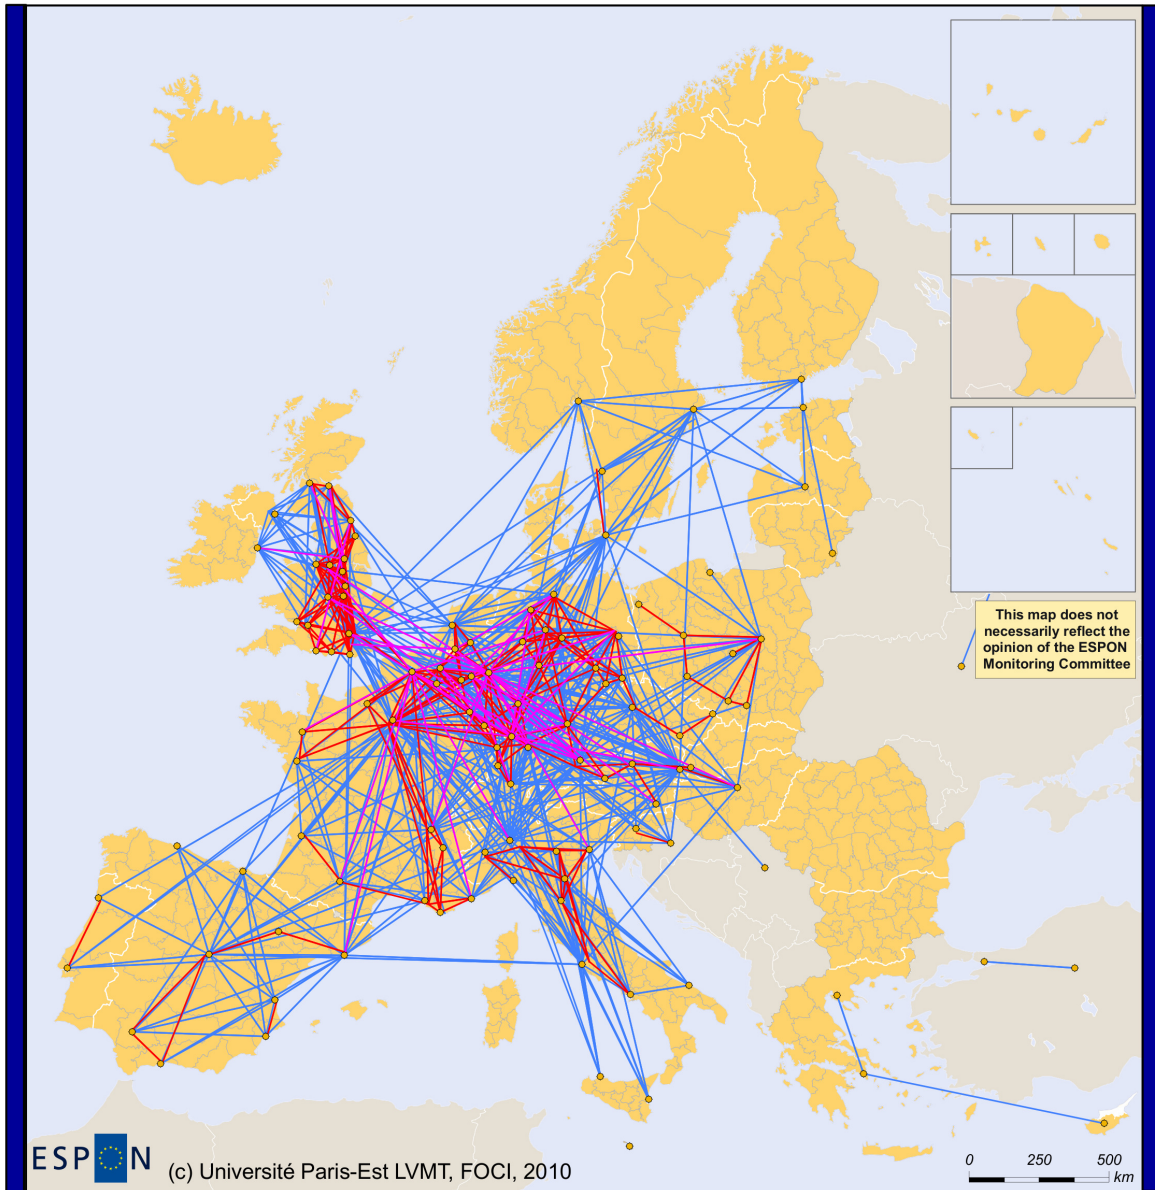 This map does not
necessarily reflect the
opinion of the ESPON
Monitoring Committee
ESPON
(c) Université Paris-Est LVMT, FOCI, 2010
0 250 500
km